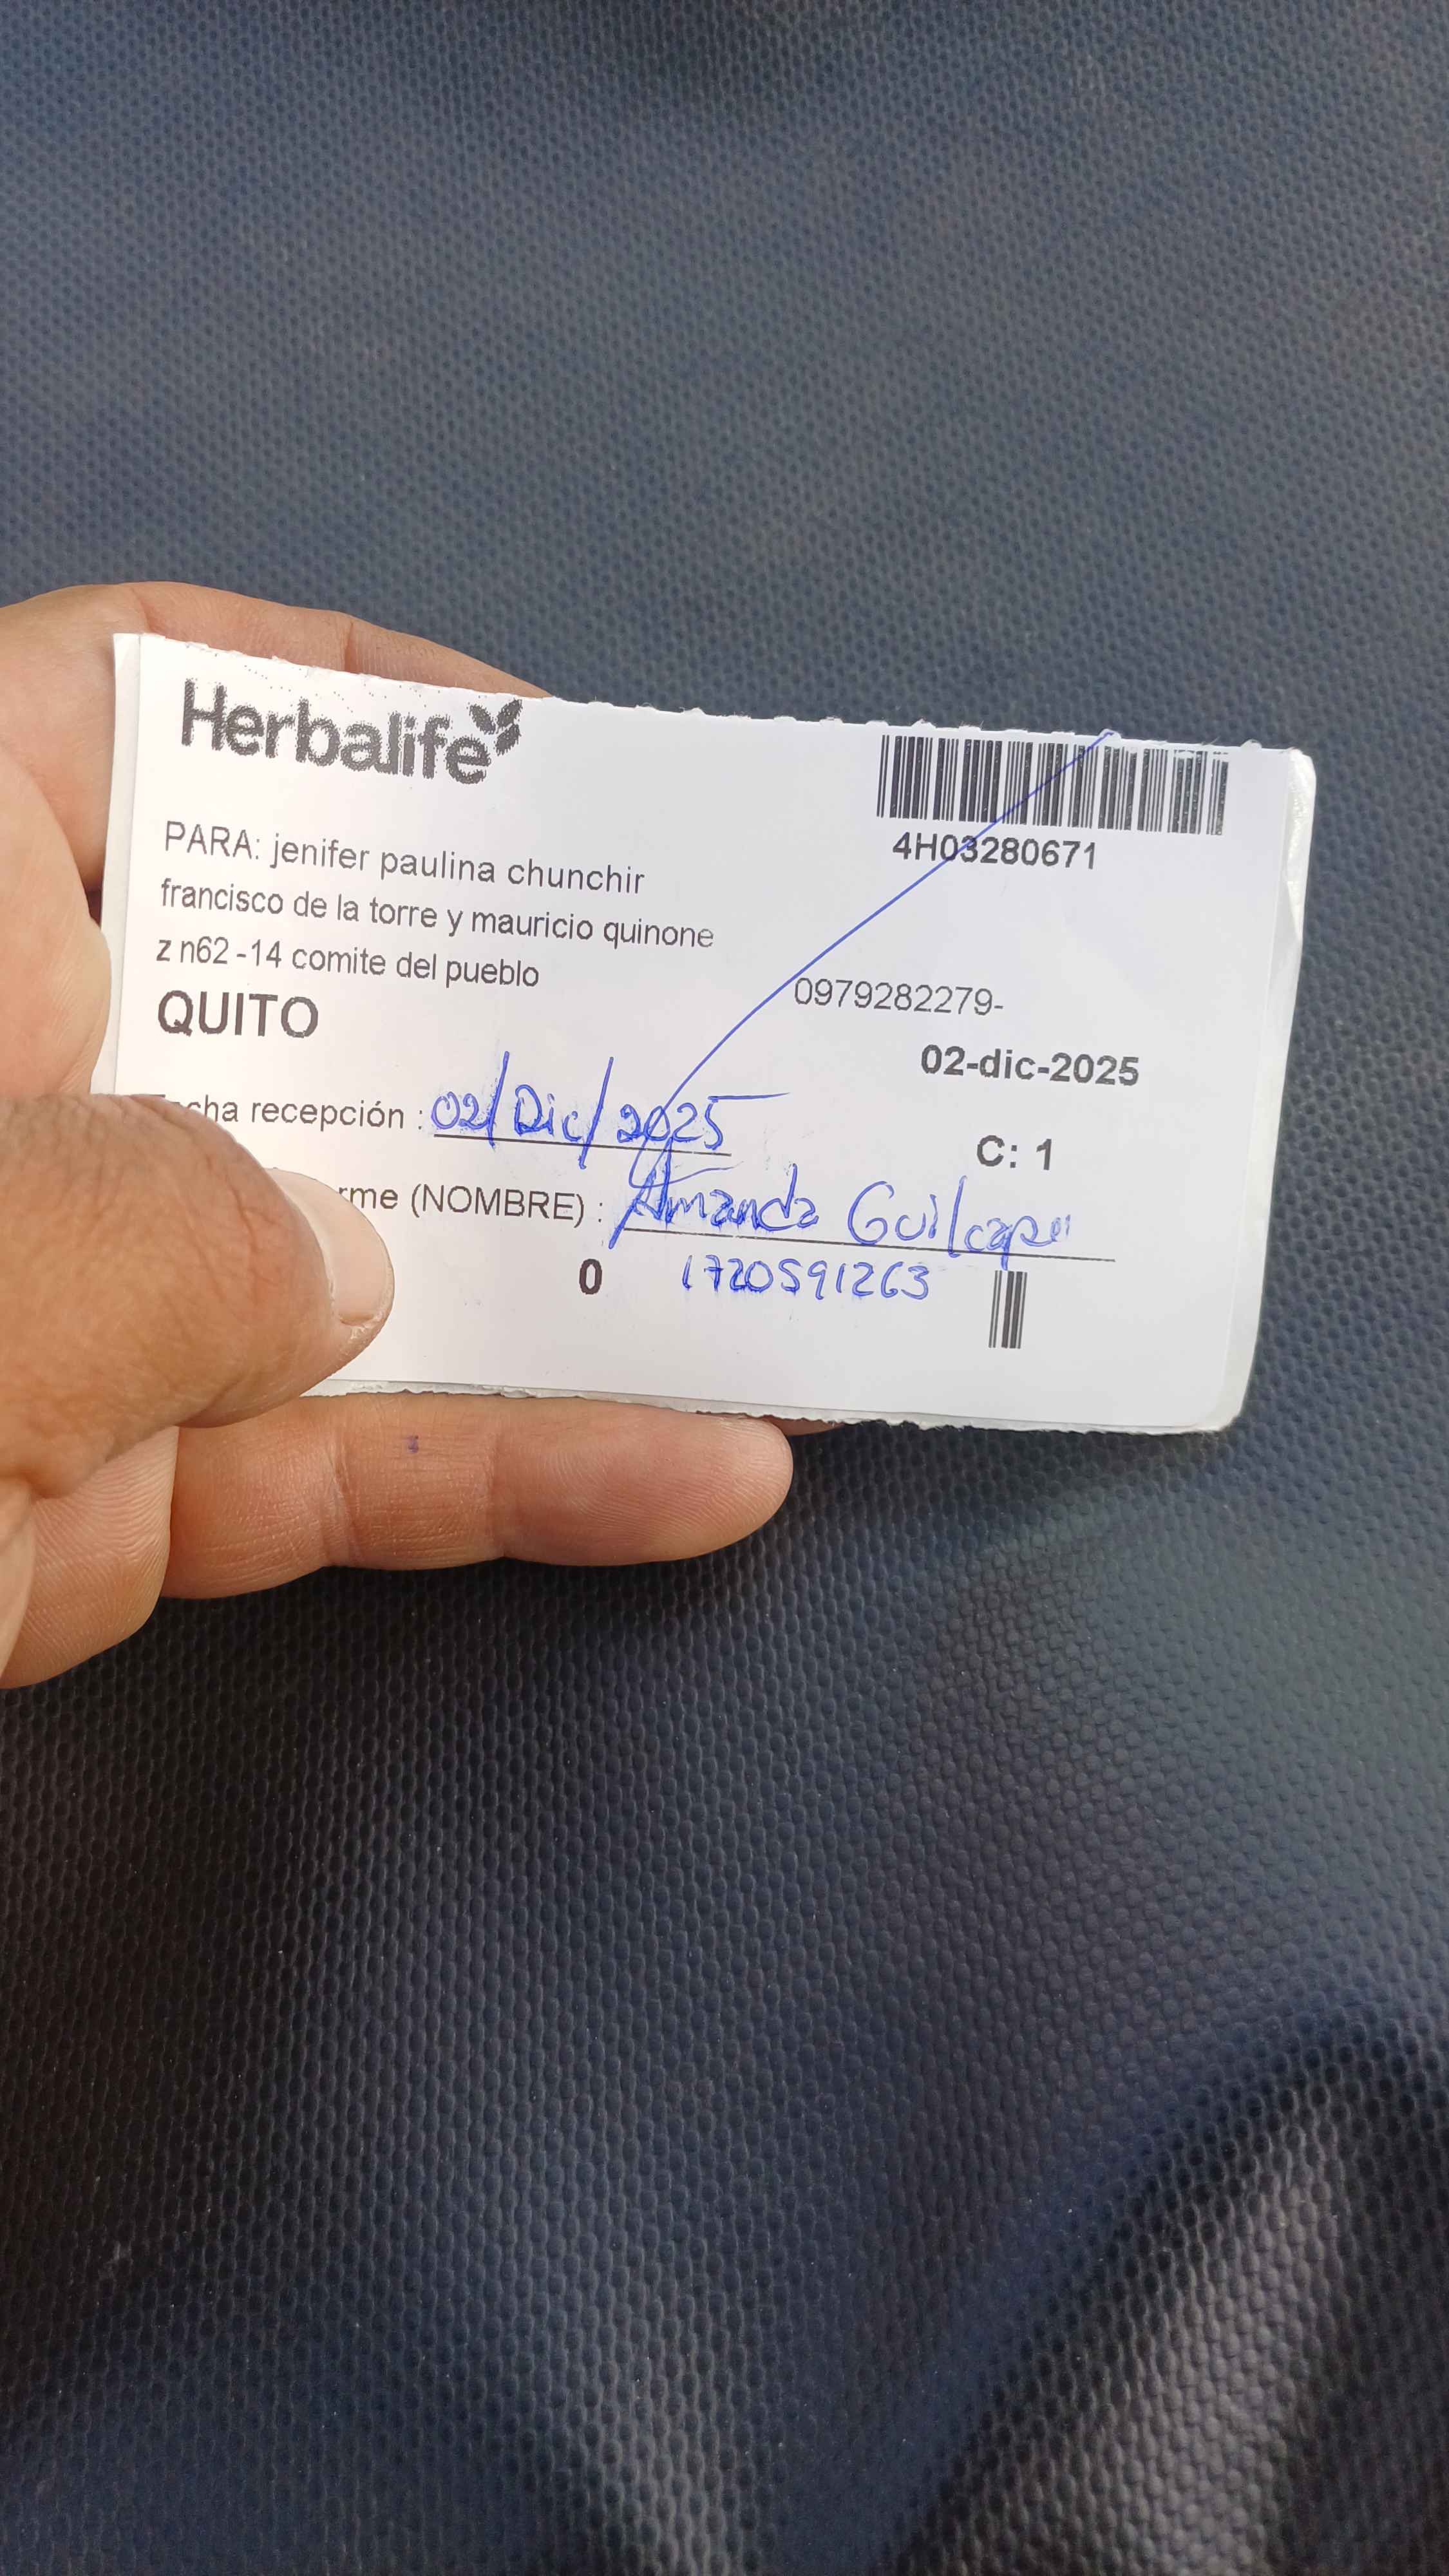 Herbalife
4H03280671
PARA: jenifer paulina chunchir
francisco de la torre y mauricio quinone
z n62 -14 comite del pueblo
0979282279-
QUITO
02-dic-2025
recepción : 02/Dic/2025
C: 1
(NOMBRE) : Amanda
0 1720591263